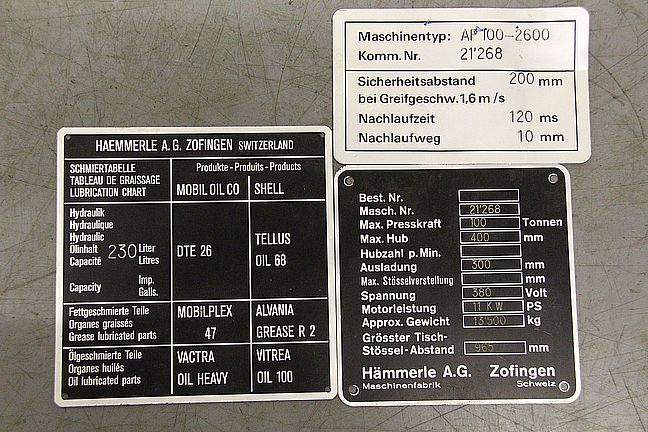 HAEMMERLE A.G. ZOFINGEN SWITZERLAND
SCHMIERTABELLE
TABLEAU DE GRAISSAGE
LUBRICATION CHART
Produkte - Produits - Products
MOBIL OIL CO
SHELL
Hydraulik
Hydraulique
Hydraulic
Ölinhalt
Capacité
230 Liter
Litres
Capacity
Imp.
Galls.
DTE 26
TELLUS
OIL 68
Fettgeschmierte Teile
Organes graissés
Grease lubricated parts
MOBILPLEX
47
ALVANIA
GREASE R 2
Ölgeschmierte Teile
Organes huilés
Oil lubricated parts
VACTRA
OIL HEAVY
VITREA
OIL 100
Maschinentyp: AP 100-2600
Komm. Nr. 21'268
Sicherheitsabstand 200 mm
bei Greifgeschw. 1,6 m/s
Nachlaufzeit 120 ms
Nachlaufweg 10 mm
Best. Nr.
Masch. Nr. 21'268
Max. Presskraft 100 Tonnen
Max. Hub 400 mm
Hubzahl p. Min.
Ausladung 300 mm
Max. Stösselverstellung mm
Spannung 380 Volt
Motorleistung 11 KW PS
Approx. Gewicht 13'500 kg
Grösster Tisch-
Stössel-Abstand 965 mm
Hämmerle A.G. Zofingen
Maschinenfabrik Schweiz